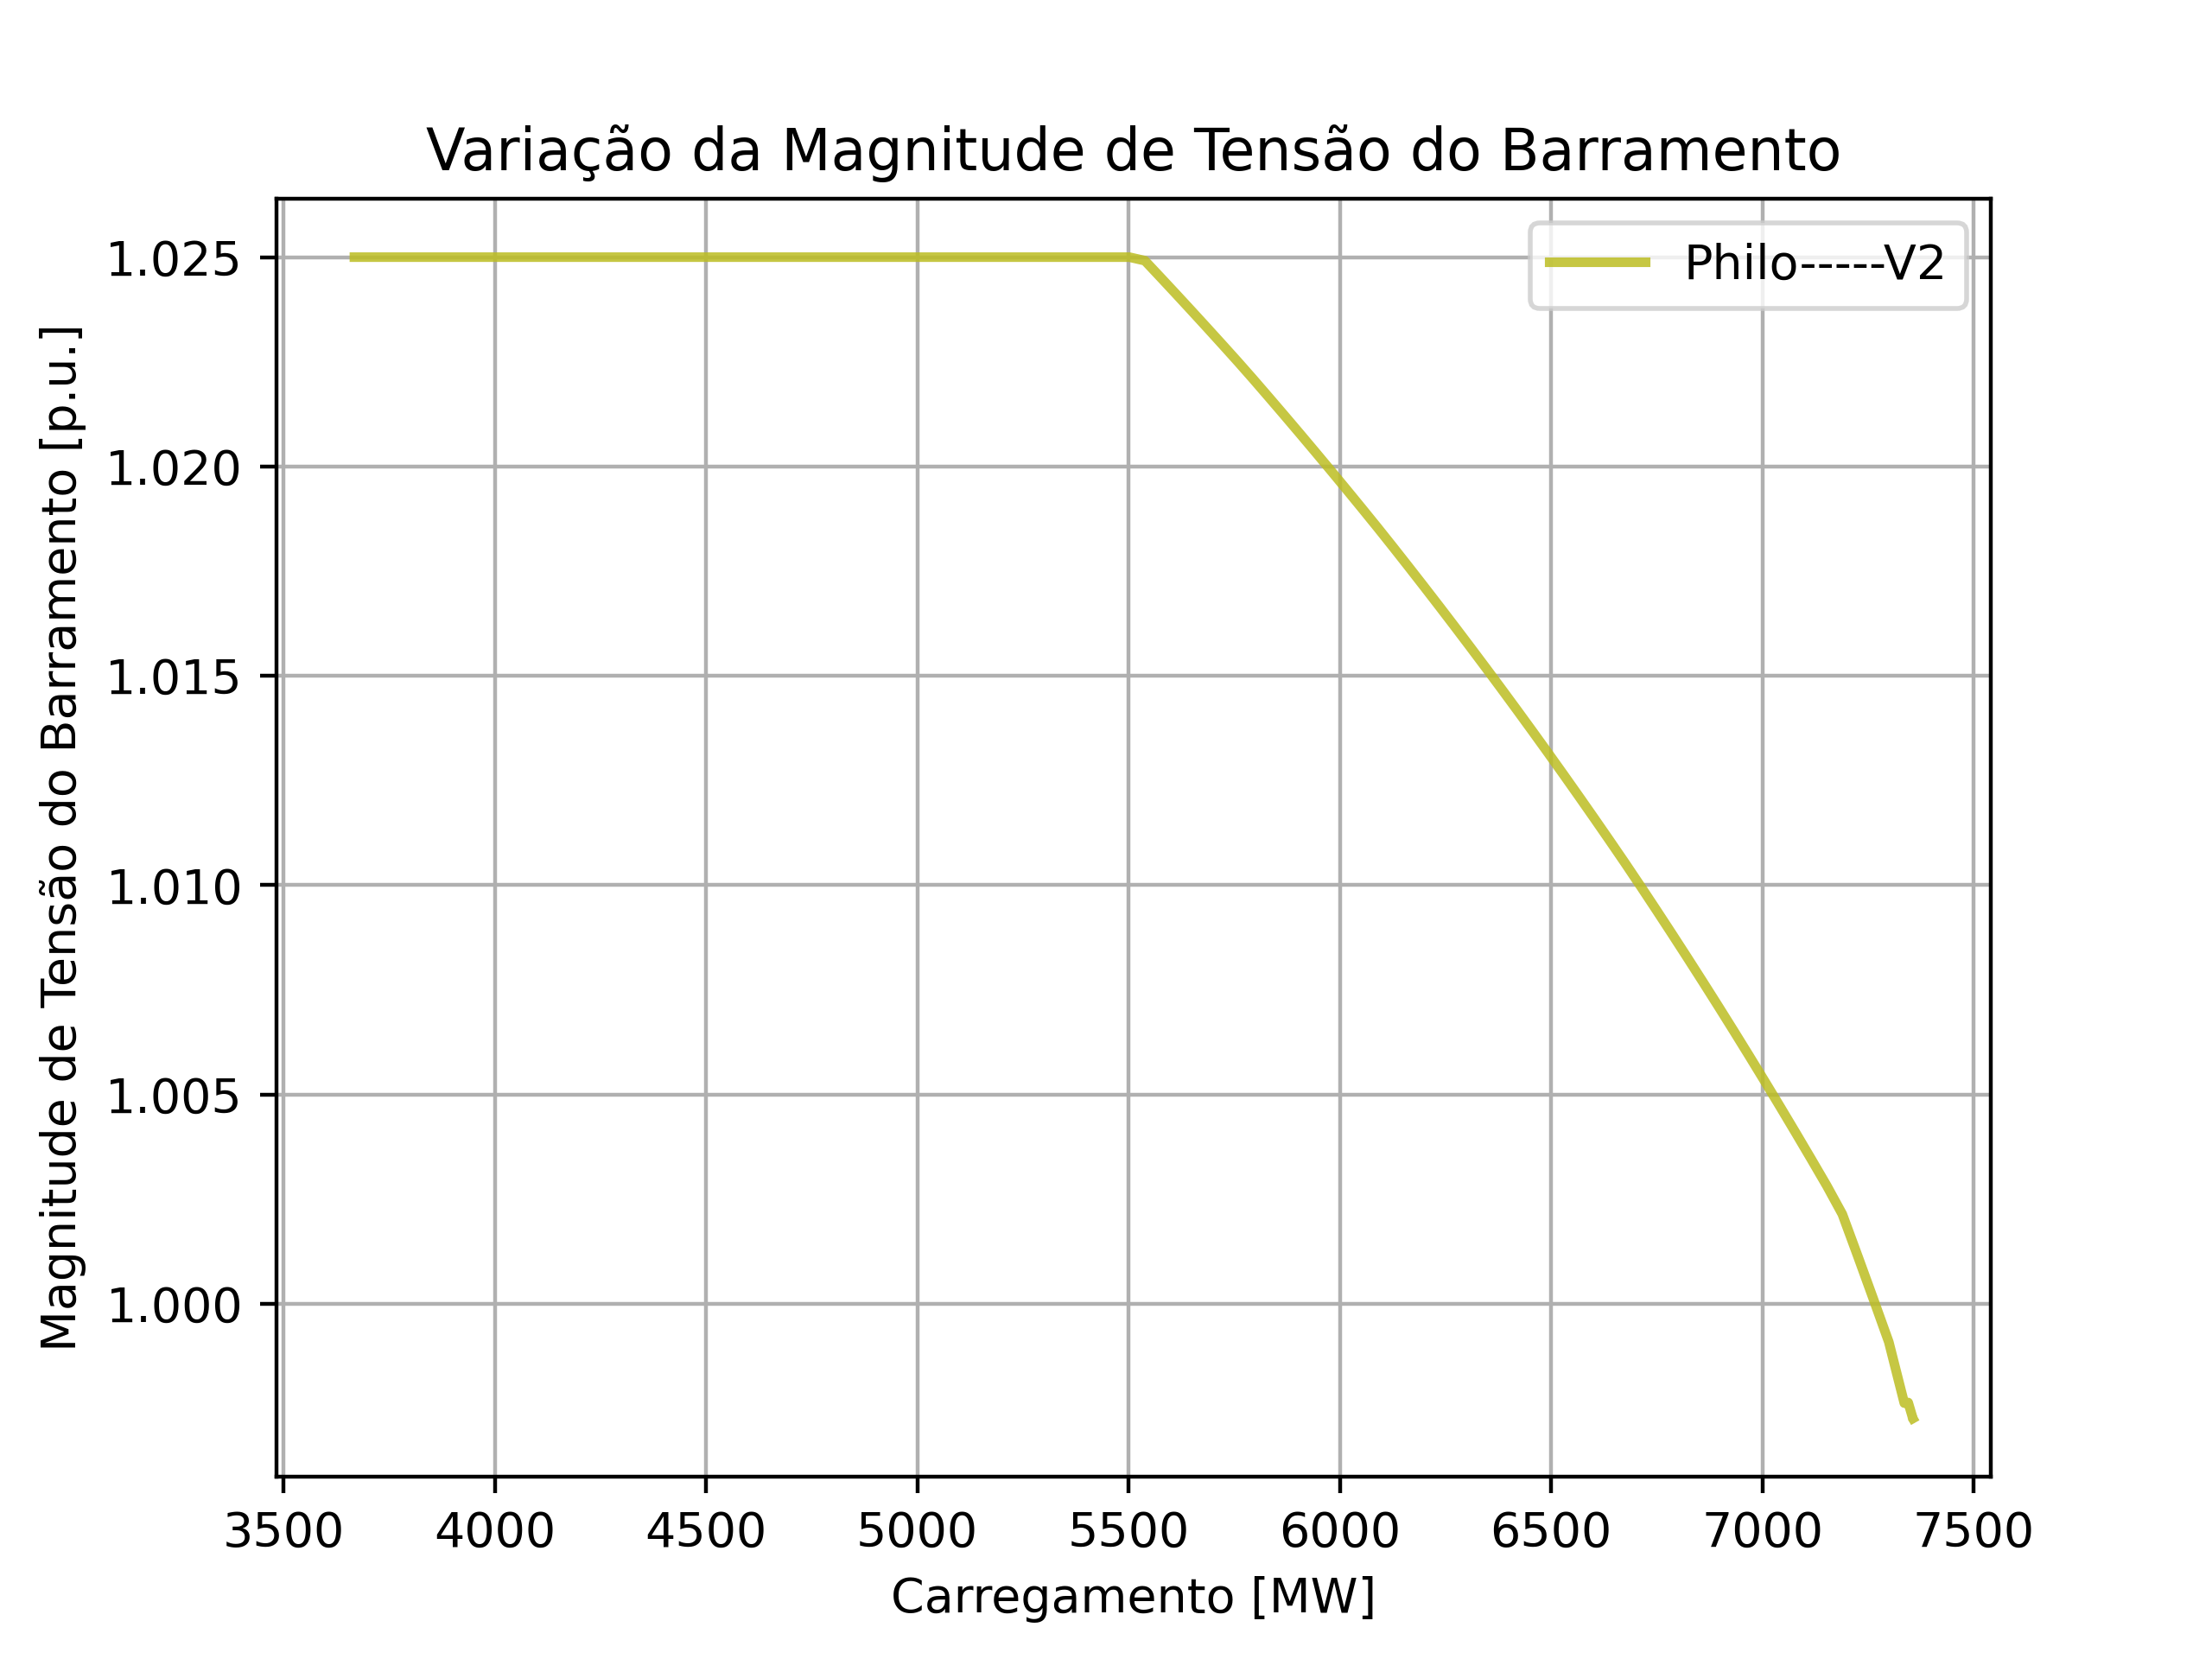 Variação da Magnitude de Tensão do Barramento
Philo-----V2
Magnitude de Tensão do Barramento [p.u.]
1.025
1.020
1.015
1.010
1.005
1.000
3500 4000 4500 5000 5500 6000 6500 7000 7500
Carregamento [MW]